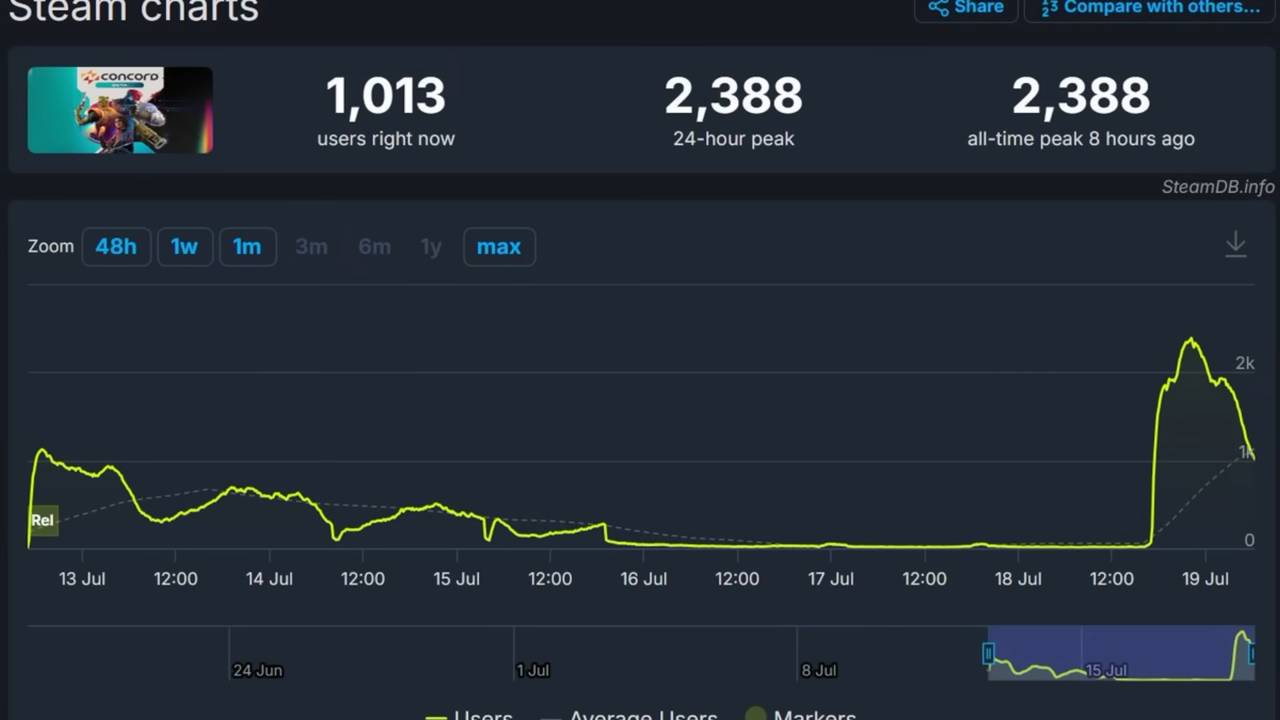 Steam charts
Share
Compare with others...
CONCORD
1,013
users right now
2,388
24-hour peak
2,388
all-time peak 8 hours ago
SteamDB.info
Zoom 48h 1w 1m 3m 6m 1y max
2k
1k
0
Rel
13 Jul 12:00 14 Jul 12:00 15 Jul 12:00 16 Jul 12:00 17 Jul 12:00 18 Jul 12:00 19 Jul
24 Jun 1 Jul 8 Jul 15 Jul
Users Average Users Markers